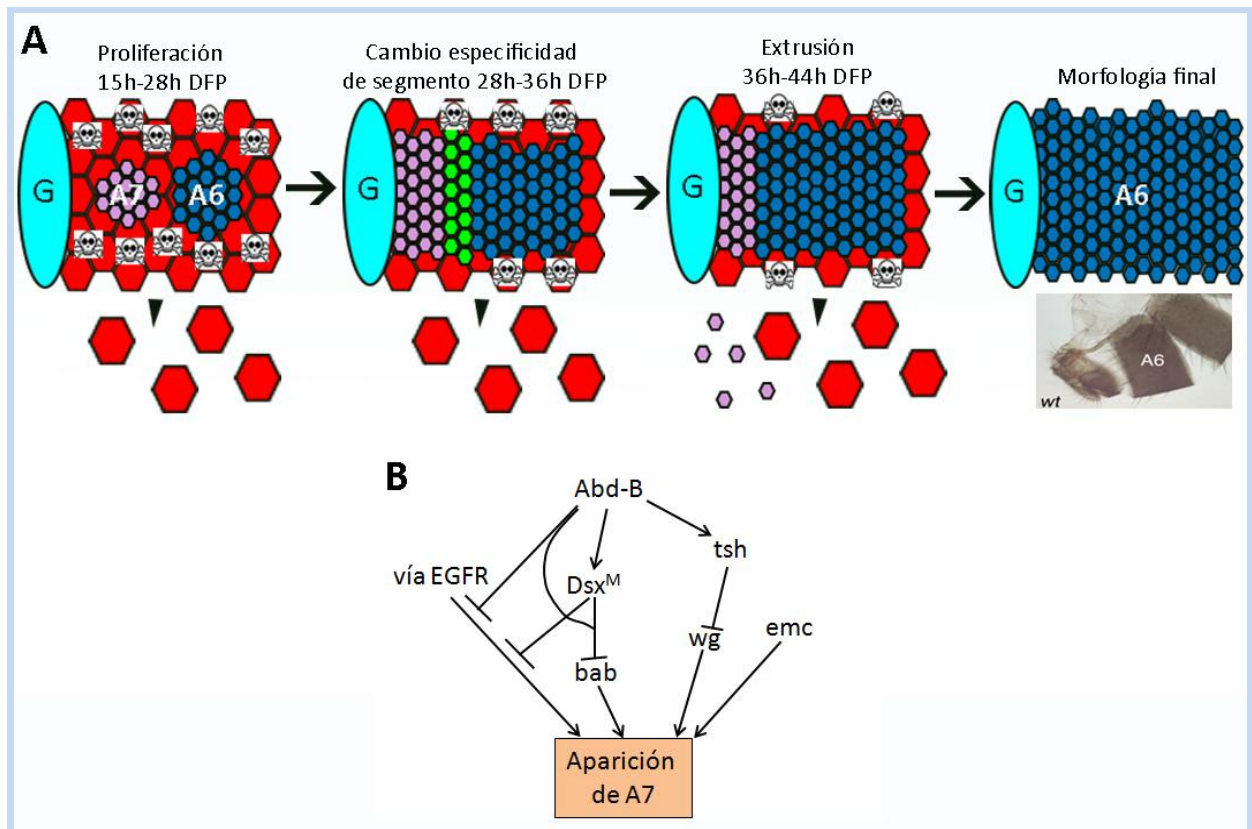 A
Proliferación
15h-28h DFP
Cambio especificidad
de segmento 28h-36h DFP
Extrusión
36h-44h DFP
Morfología final
G
A7
A6
G
G
G
A6
A6
wt
B
Abd-B
tsh
vía EGFR
Dsxᴹ
wg
emc
bab
Aparición
de A7